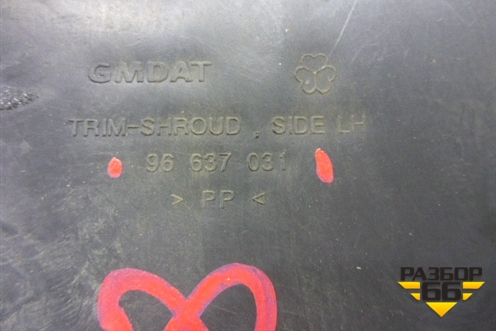 GMDAT
TRIM-SHROUD , SIDE LH
96 637 031
> PP <
РАЗБОР
66